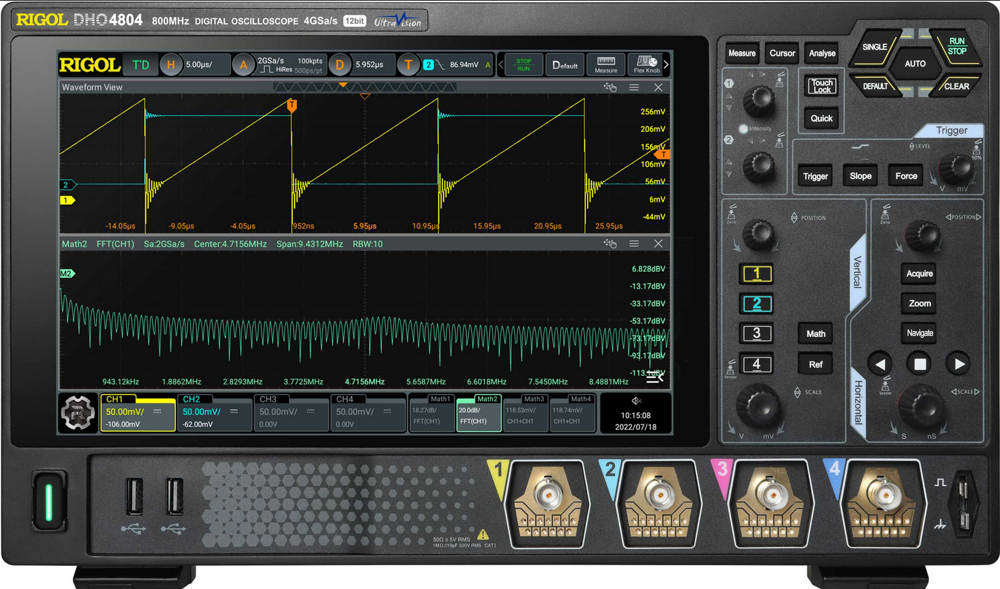 RIGOL DHO4804 800MHz DIGITAL OSCILLOSCOPE 4GSa/s 12bit UltraVision
RIGOL T'D H 5.00µs/ A 2GSa/s 100kpts HiRes 500ps/pt D 5.952µs T 2 86.94mV A STOP RUN Default Measure Flex Knob
Waveform View
T
256mV
206mV
156mV
T
106mV
2
56mV
1
6mV
-44mV
-14.05µs -9.05µs -4.05µs 952ns 5.95µs 10.95µs 15.95µs 20.95µs 25.95µs
Math2 FFT(CH1) Sa:2GSa/s Center:4.7156MHz Span:9.4312MHz RBW:10
M2
6.828dBV
-13.17dBV
-33.17dBV
-53.17dBV
-73.17dBV
-93.17dBV
943.12kHz 1.8862MHz 2.8293MHz 3.7725MHz 4.7156MHz 5.6587MHz 6.6018MHz 7.5450MHz 8.4881MHz
CH1 CH2 CH3 CH4 Math1 Math2 Math3 Math4
50.00mV/ 50.00mV/ 50.00mV/ 50.00mV/ 18.27dB/ 20.0dB/ 118.53mV/ 118.74mV/
-106.00mV -62.00mV 0.00V 0.00V FFT(CH1) FFT(CH1) CH1+CH1 CH1+CH1
10:15:08
2022/07/18
Measure Cursor Analyse
SINGLE
RUN
STOP
AUTO
DEFAULT
CLEAR
1
Touch
Lock
Quick
Intensity
2
Trigger
LEVEL
50%
Trigger Slope Force
V mV
Zero
POSITION
Zero
POSITION
Vertical
1
2
3
4
Math
Ref
Acquire
Zoom
Navigate
Vernier
SCALE
V mV
Horizontal
Vernier
SCALE
S nS
1 2 3 4
50Ω ≤ 5V RMS
1MΩ//19pF 300V RMS CAT I